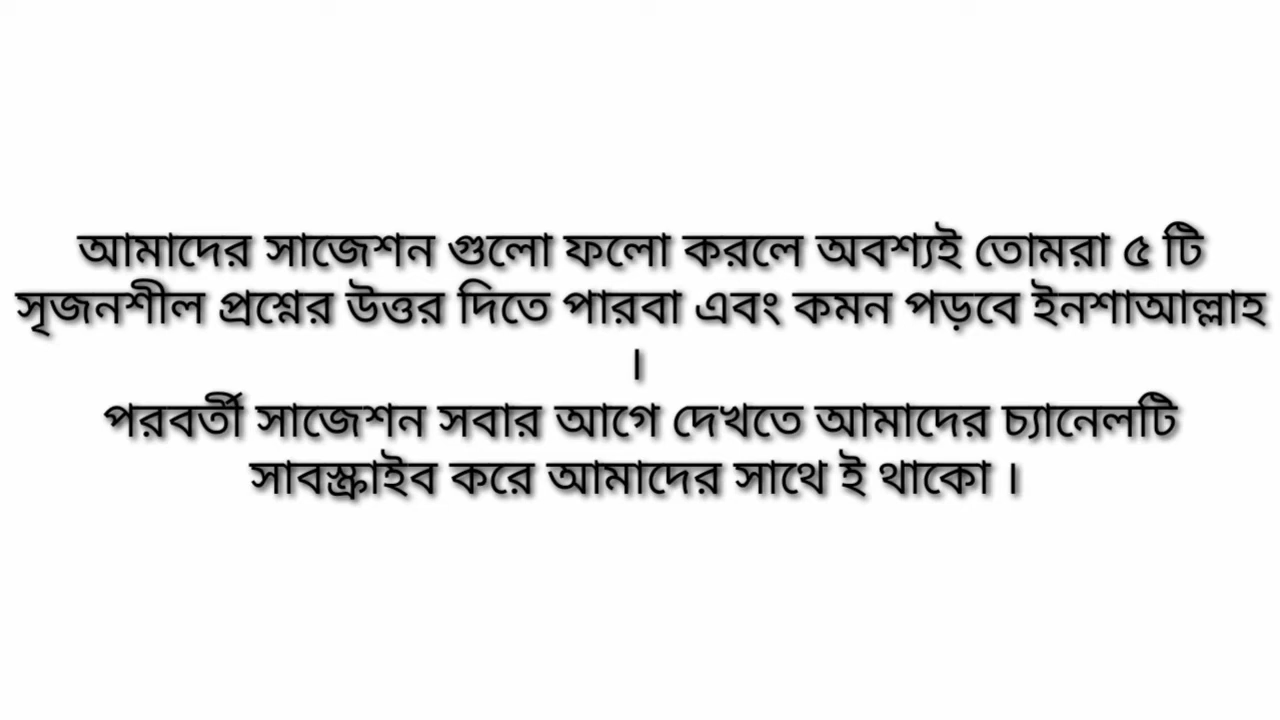 আমাদের সাজেশন গুলো ফলো করলে অবশ্যই তোমরা ৫ টি
সৃজনশীল প্রশ্নের উত্তর দিতে পারবা এবং কমন পড়বে ইনশাআল্লাহ
।
পরবর্তী সাজেশন সবার আগে দেখতে আমাদের চ্যানেলটি
সাবস্ক্রাইব করে আমাদের সাথে ই থাকো ।